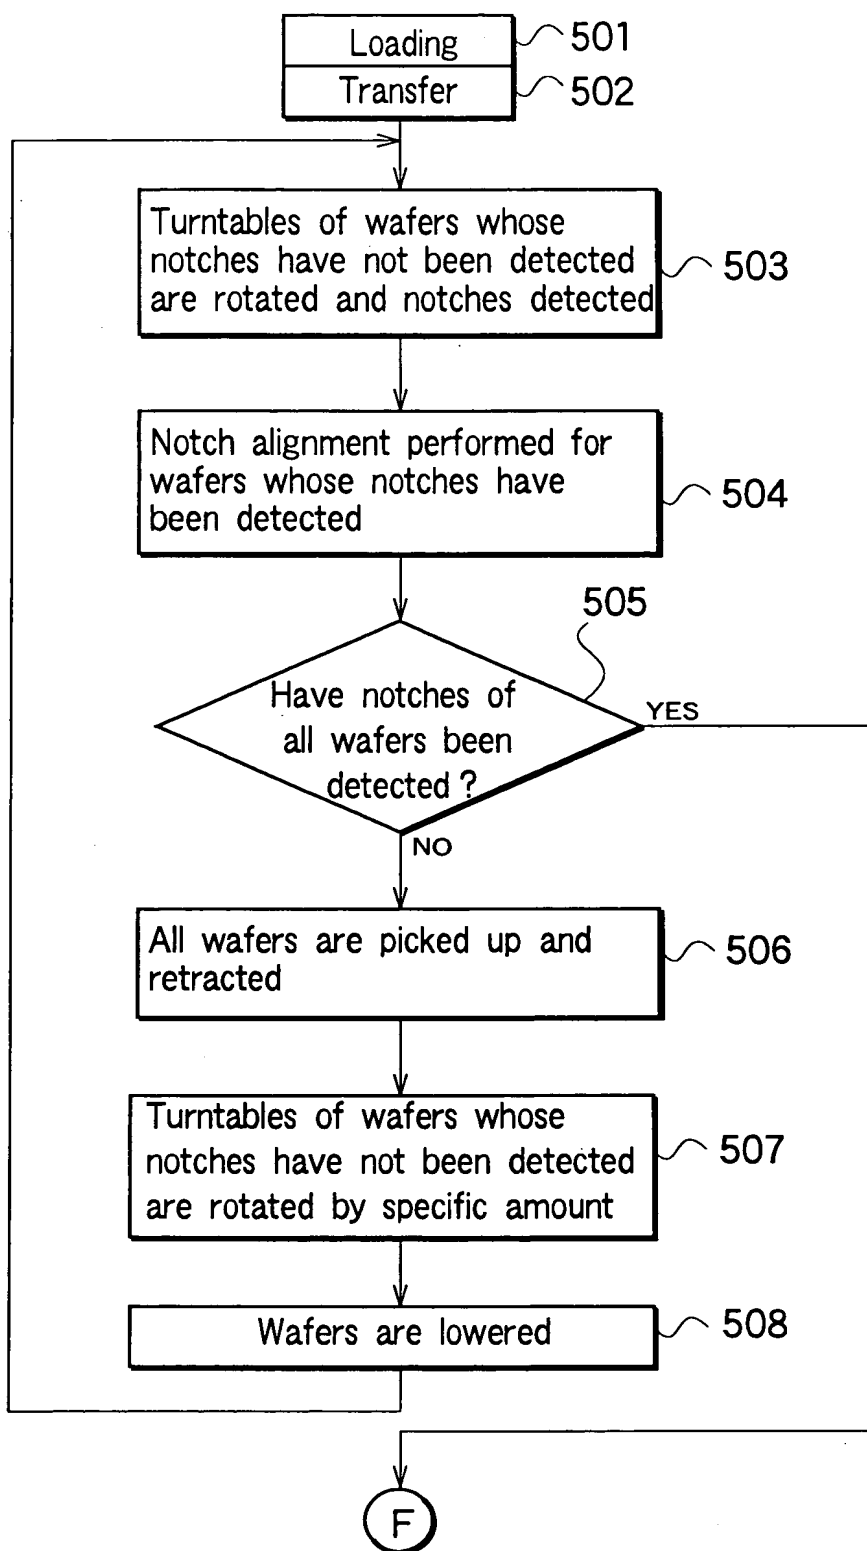 Loading
501
Transfer
502
Turntables of wafers whose
notches have not been detected
are rotated and notches detected
503
Notch alignment performed for
wafers whose notches have
been detected
504
505
Have notches of
all wafers been
detected?
YES
NO
All wafers are picked up and
retracted
506
Turntables of wafers whose
notches have not been detected
are rotated by specific amount
507
Wafers are lowered
508
F